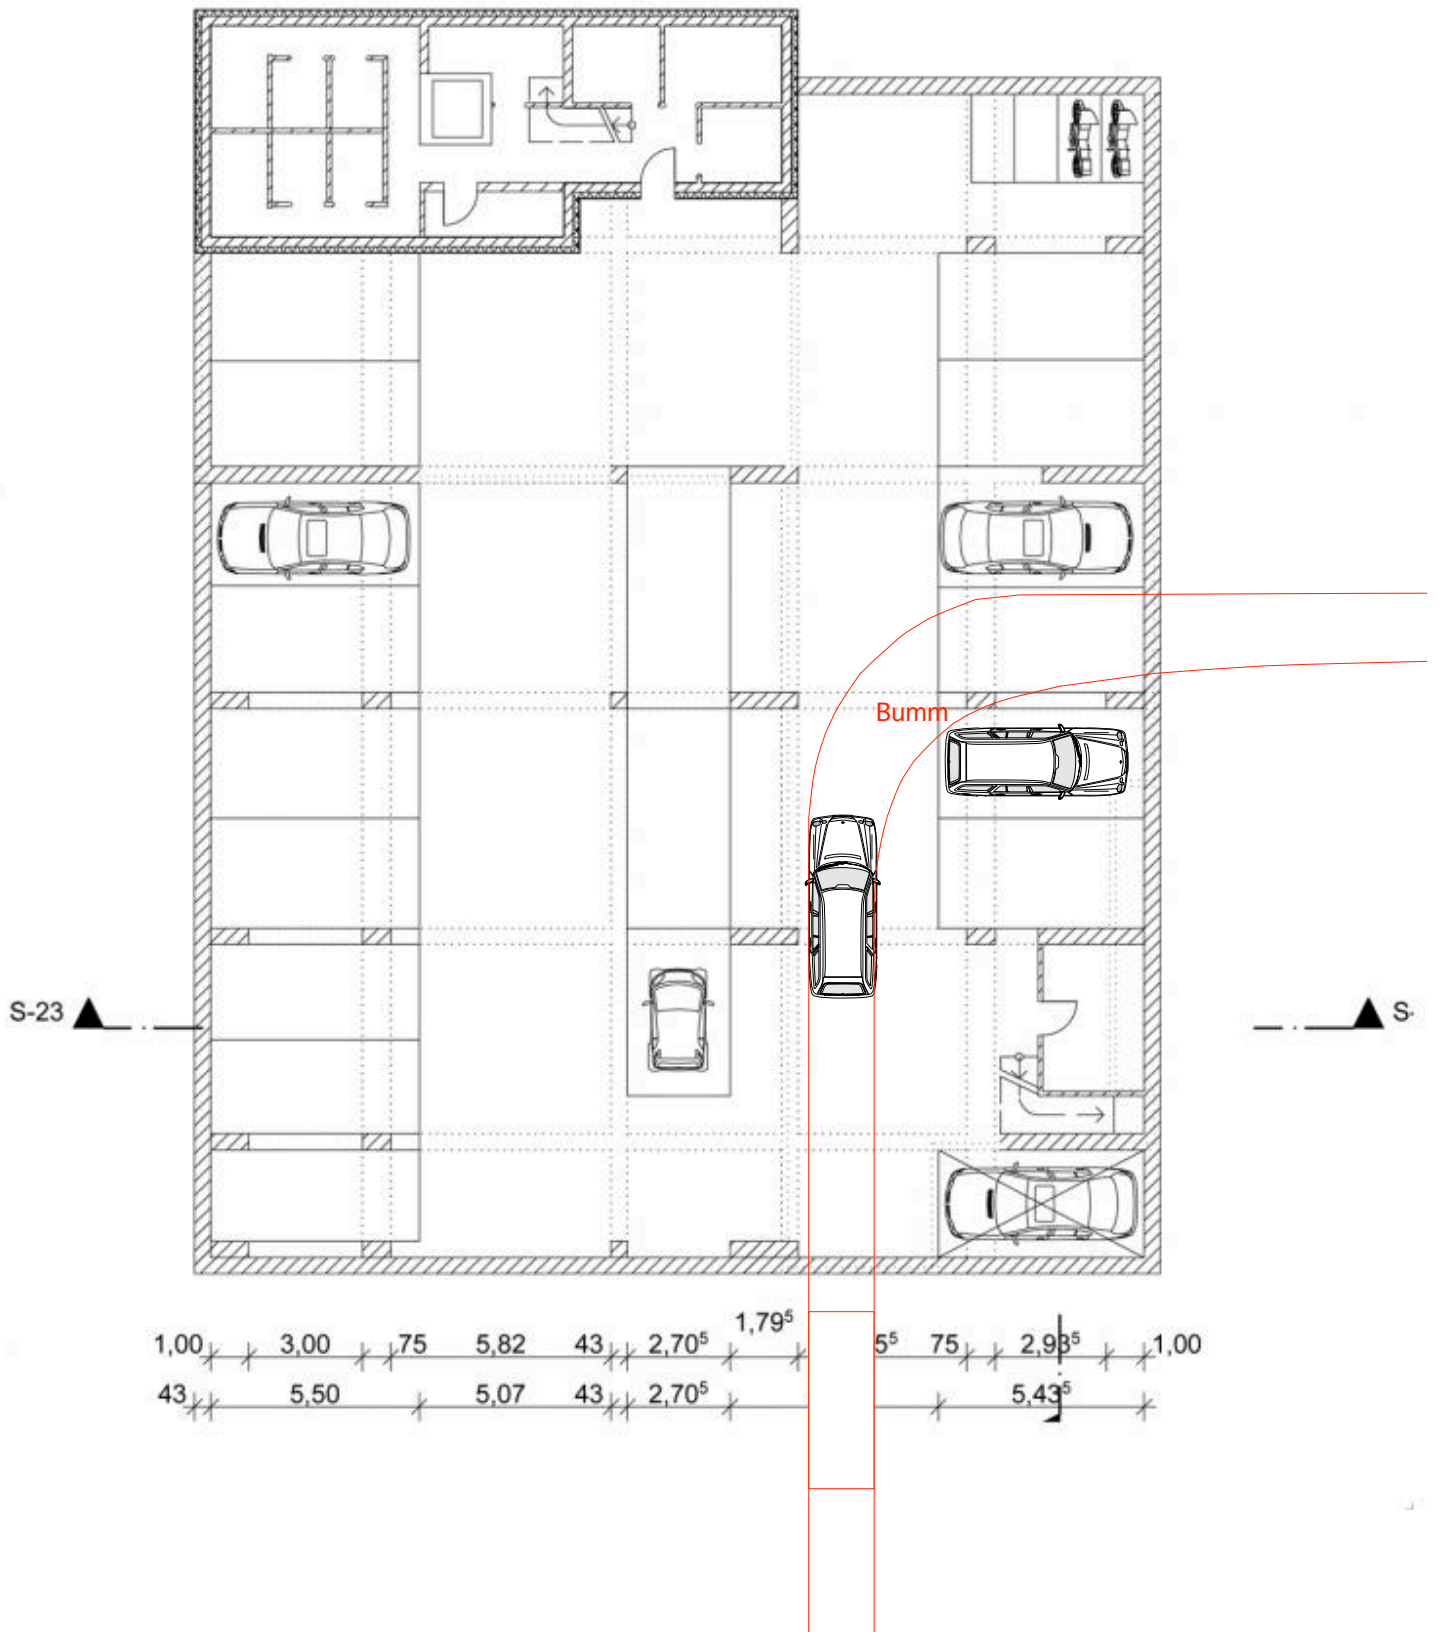 Bumm
S-23
S-
1,79⁵
1,00 3,00 75 5,82 43 2,70⁵ 5⁵ 75 2,93⁵ 1,00
43 5,50 5,07 43 2,70⁵ 5,43⁵